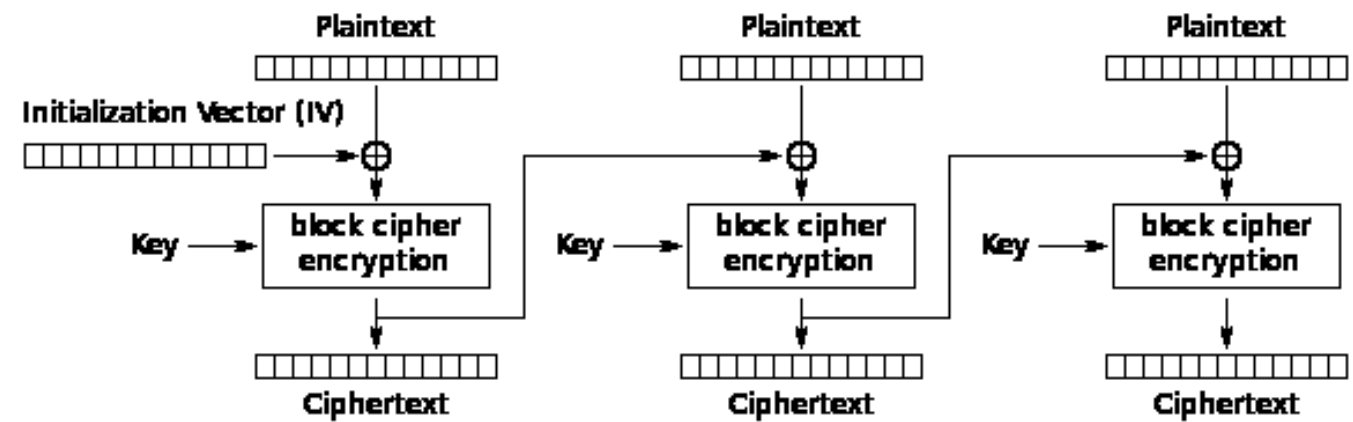 Plaintext
Plaintext
Plaintext
Initialization Vector (IV)
Key
block cipher
encryption
Key
block cipher
encryption
Key
block cipher
encryption
Ciphertext
Ciphertext
Ciphertext